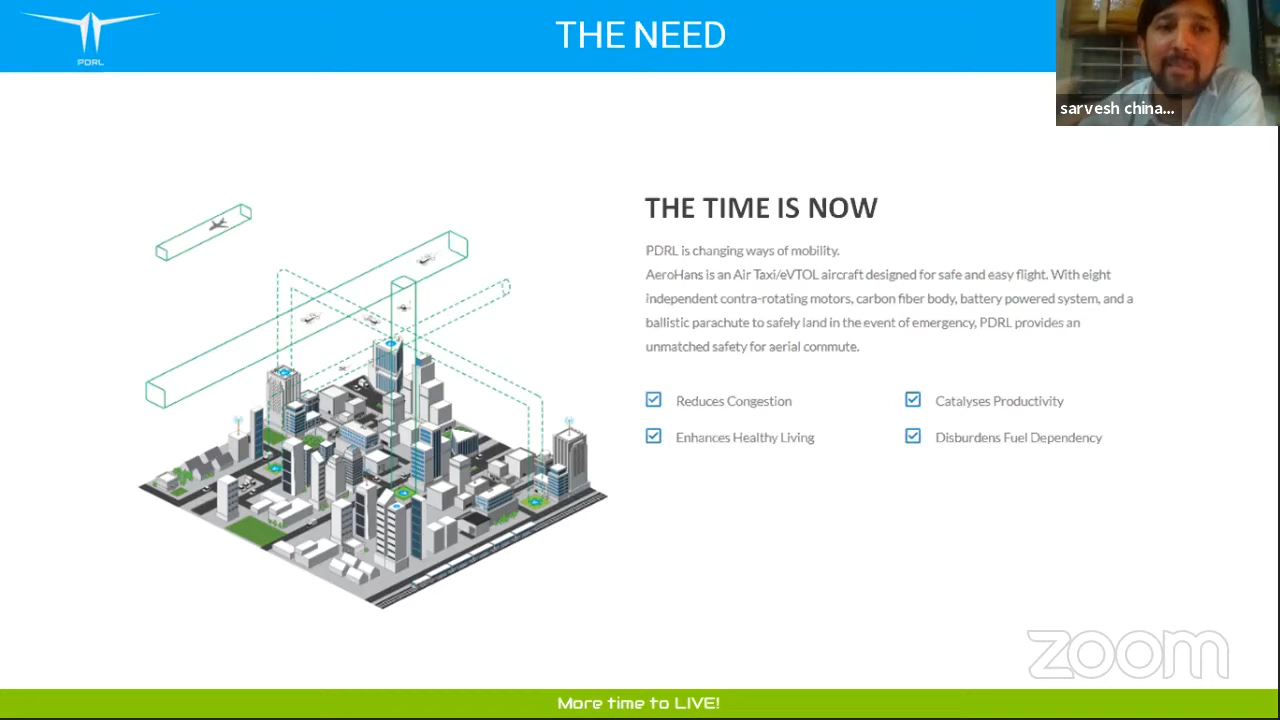 PDRL
THE NEED
sarvesh china...
THE TIME IS NOW
PDRL is changing ways of mobility.
AeroHans is an Air Taxi/eVTOL aircraft designed for safe and easy flight. With eight
independent contra-rotating motors, carbon fiber body, battery powered system, and a
ballistic parachute to safely land in the event of emergency, PDRL provides an
unmatched safety for aerial commute.
Reduces Congestion
Catalyses Productivity
Enhances Healthy Living
Disburdens Fuel Dependency
zoom
More time to LIVE!